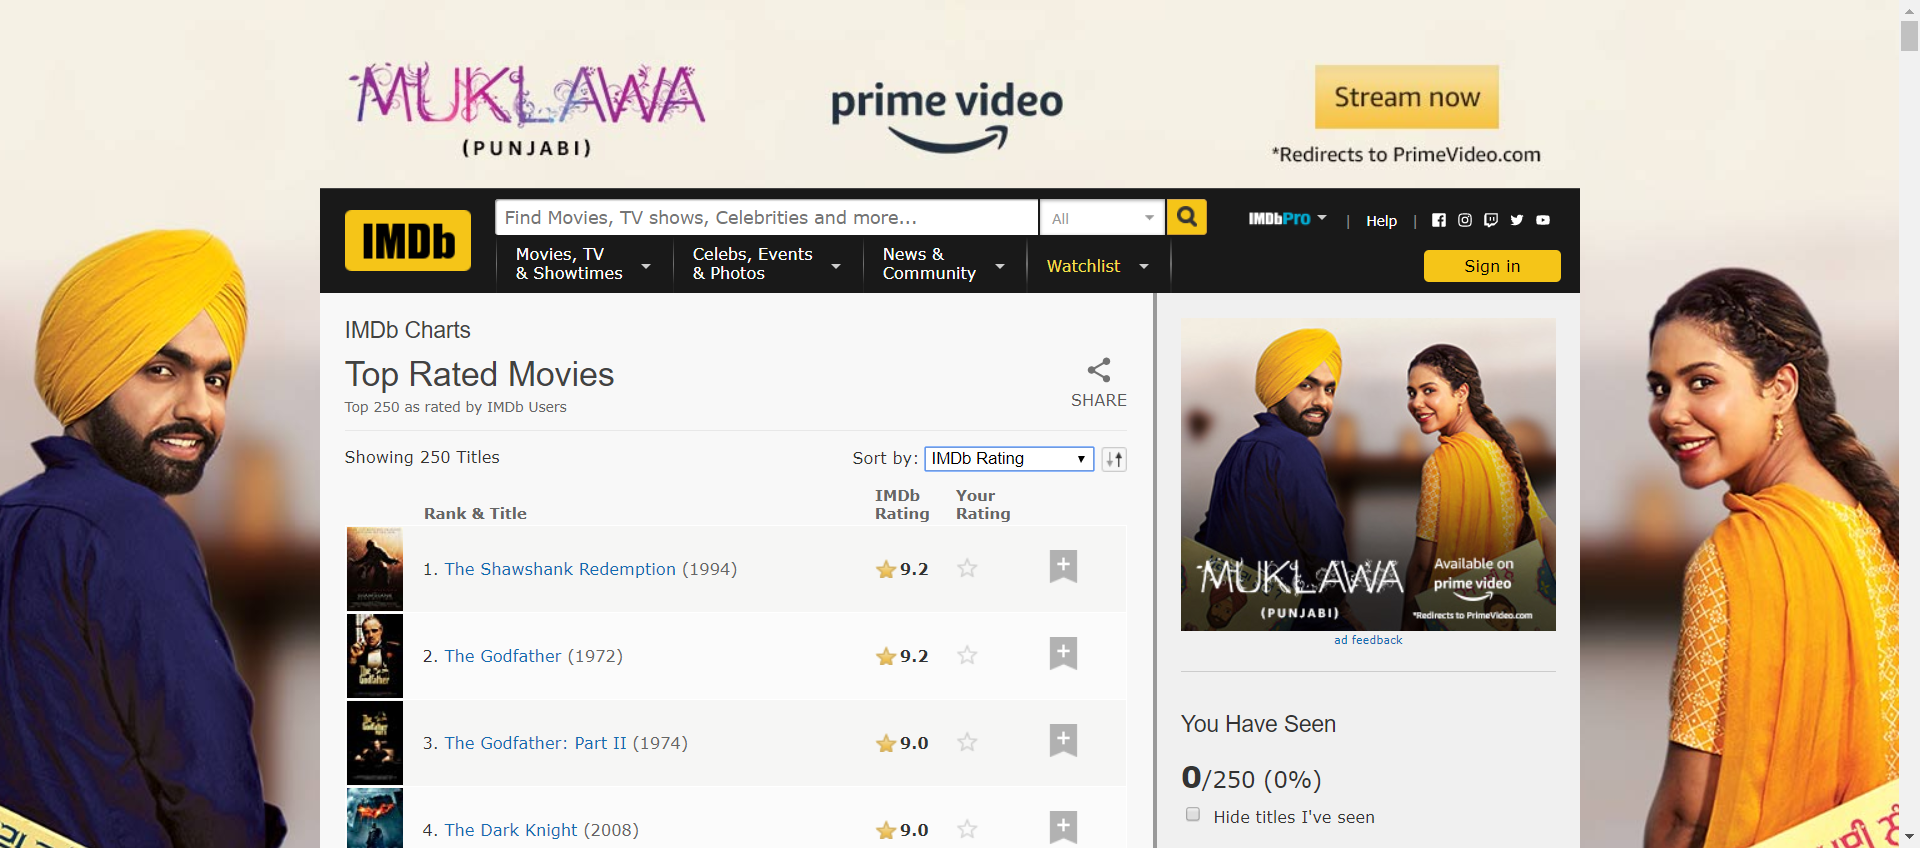 MUKLAWA
(PUNJABI)
prime video
Stream now
*Redirects to PrimeVideo.com
IMDb
Find Movies, TV shows, Celebrities and more...
All
IMDbPro
|
Help
|
Movies, TV
& Showtimes
Celebs, Events
& Photos
News &
Community
Watchlist
Sign in
IMDb Charts
Top Rated Movies
Top 250 as rated by IMDb Users
SHARE
Showing 250 Titles
Sort by:
IMDb Rating
Rank & Title
IMDb
Rating
Your
Rating
1. The Shawshank Redemption (1994)
9.2
2. The Godfather (1972)
9.2
3. The Godfather: Part II (1974)
9.0
4. The Dark Knight (2008)
9.0
MUKLAWA
(PUNJABI)
Available on
prime video
*Redirects to PrimeVideo.com
ad feedback
You Have Seen
0/250 (0%)
Hide titles I've seen